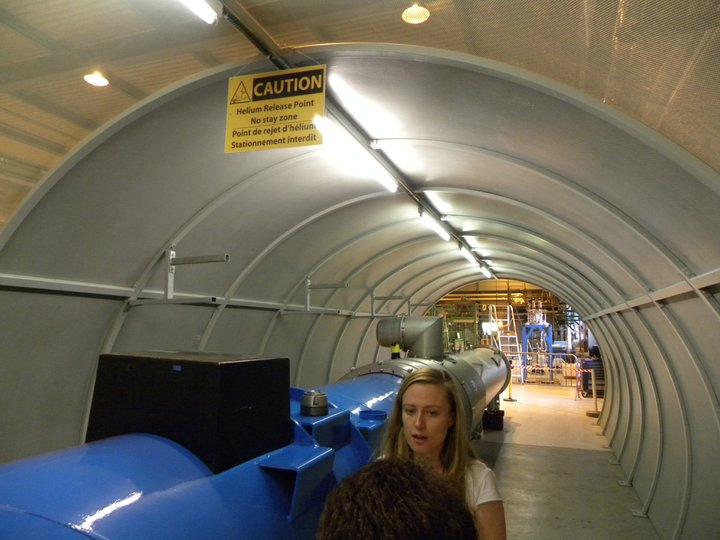 CAUTION
Helium Release Point
No stay zone
Point de rejet d'hélium
Stationnement interdit